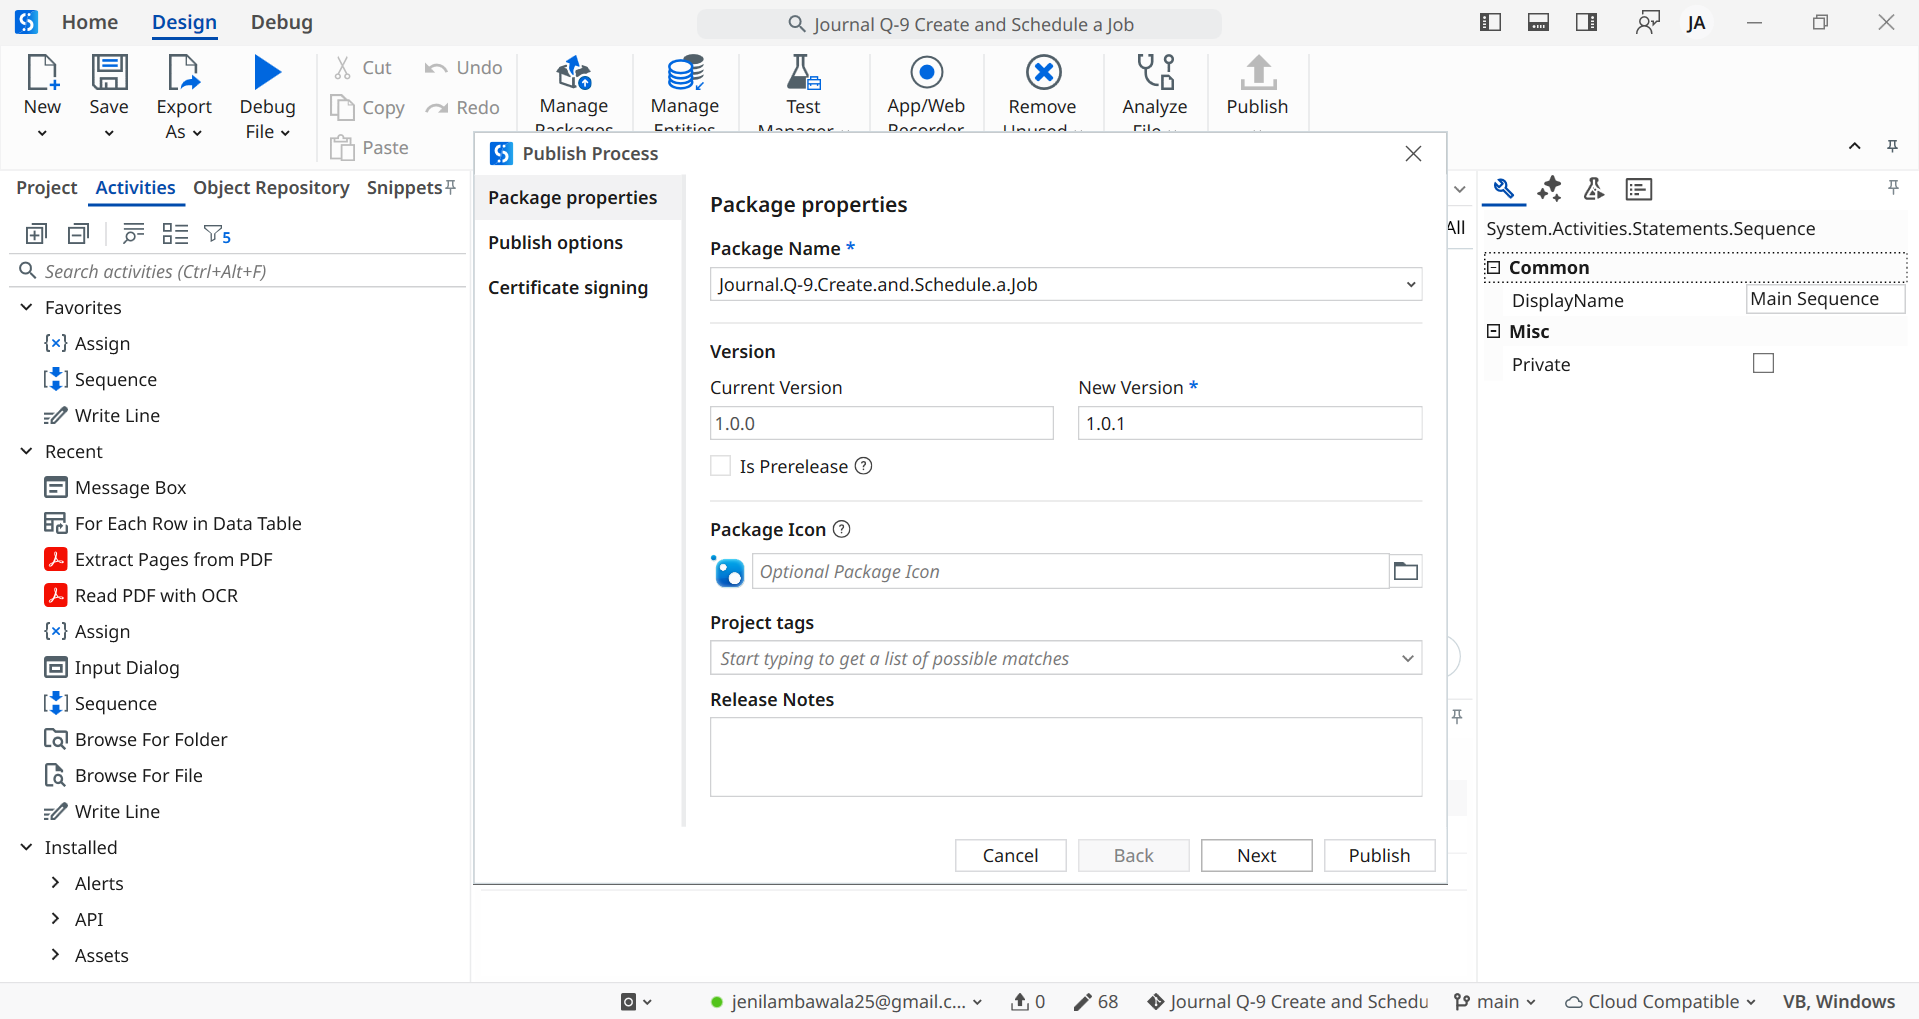 Home Design Debug
Journal Q-9 Create and Schedule a Job
JA
New
Save
Export As
Debug File
Cut
Copy
Paste
Undo
Redo
Manage Packages
Manage Entities
Test Manager
App/Web Recorder
Remove Unused
Analyze File
Publish
Project Activities Object Repository Snippets
5
Search activities (Ctrl+Alt+F)
Favorites
Assign
Sequence
Write Line
Recent
Message Box
For Each Row in Data Table
Extract Pages from PDF
Read PDF with OCR
Assign
Input Dialog
Sequence
Browse For Folder
Browse For File
Write Line
Installed
Alerts
API
Assets
Publish Process
Package properties
Publish options
Certificate signing
Package properties
Package Name *
Journal.Q-9.Create.and.Schedule.a.Job
Version
Current Version
New Version *
1.0.0
1.0.1
Is Prerelease ?
Package Icon ?
Optional Package Icon
Project tags
Start typing to get a list of possible matches
Release Notes
Cancel Back Next Publish
All
System.Activities.Statements.Sequence
Common
DisplayName Main Sequence
Misc
Private
jenilambawala25@gmail.c... 0 68 Journal Q-9 Create and Schedu main Cloud Compatible VB, Windows